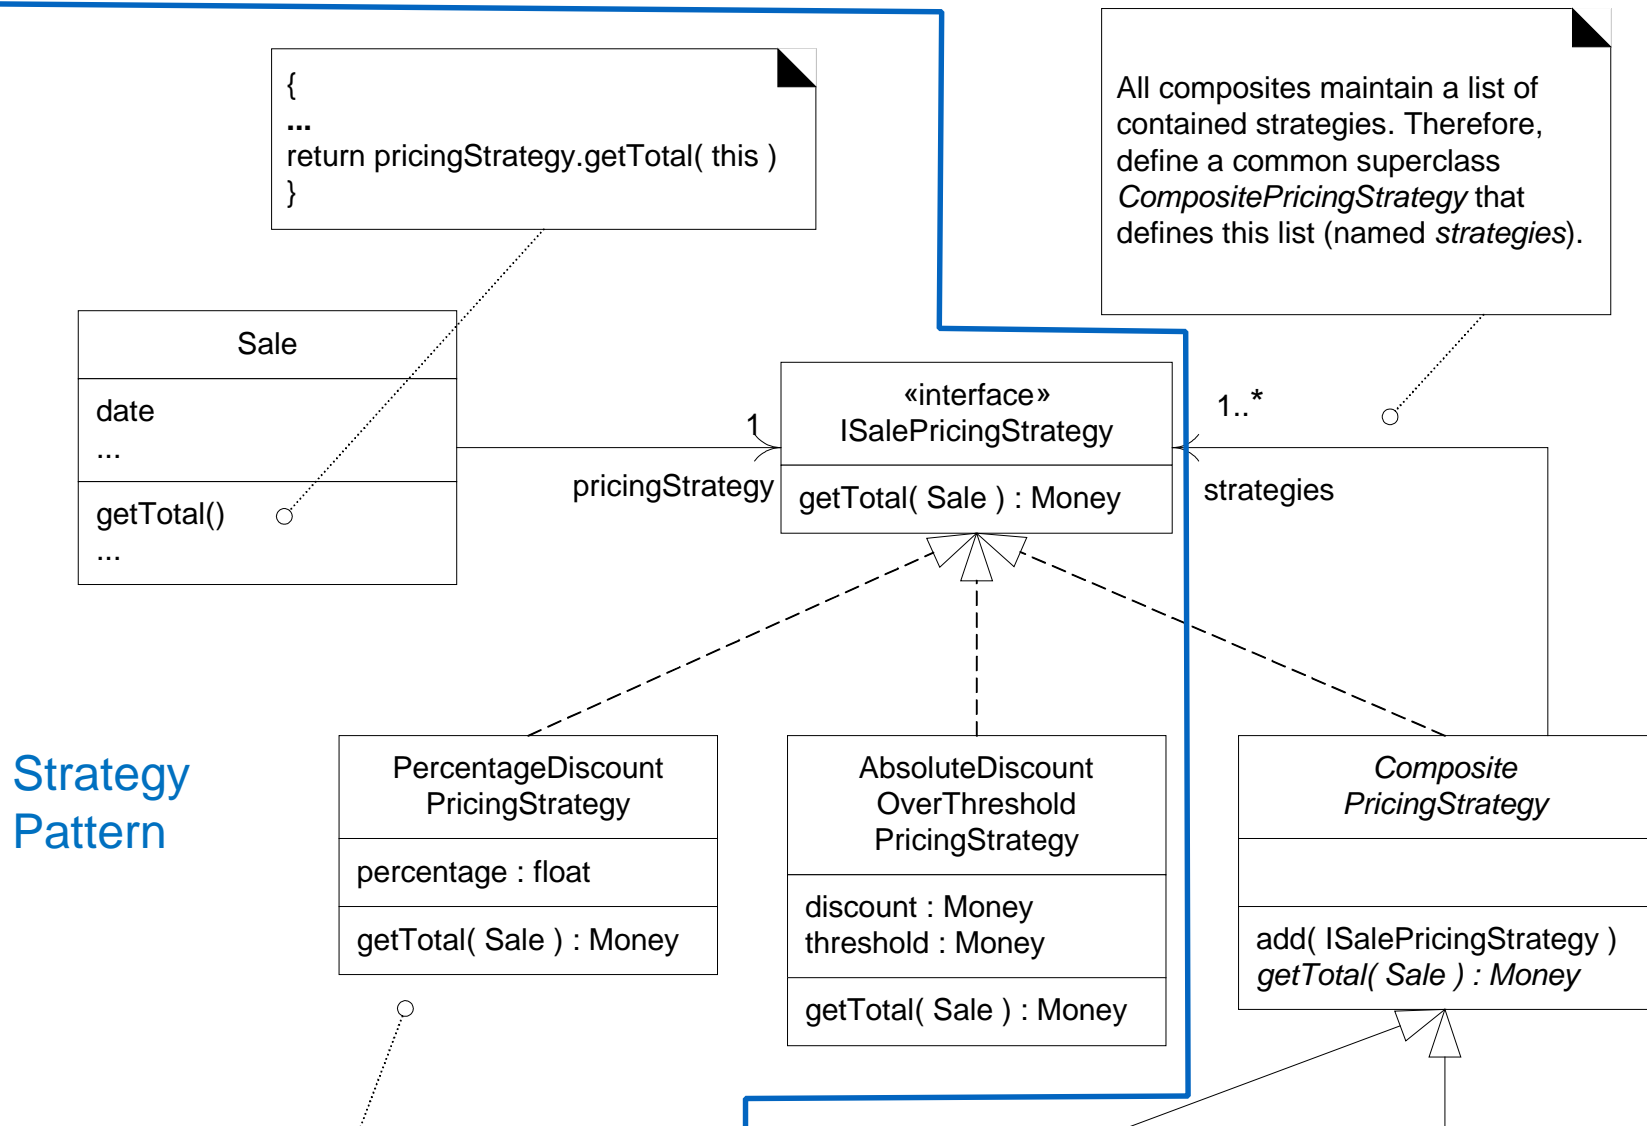 {
...
return pricingStrategy.getTotal( this )
}
All composites maintain a list of
contained strategies. Therefore,
define a common superclass
CompositePricingStrategy that
defines this list (named strategies).
Sale
date
...
getTotal()
...
1
pricingStrategy
«interface»
ISalePricingStrategy
getTotal( Sale ) : Money
1..*
strategies
Strategy
Pattern
PercentageDiscount
PricingStrategy
percentage : float
getTotal( Sale ) : Money
AbsoluteDiscount
OverThreshold
PricingStrategy
discount : Money
threshold : Money
getTotal( Sale ) : Money
Composite
PricingStrategy
add( ISalePricingStrategy )
getTotal( Sale ) : Money